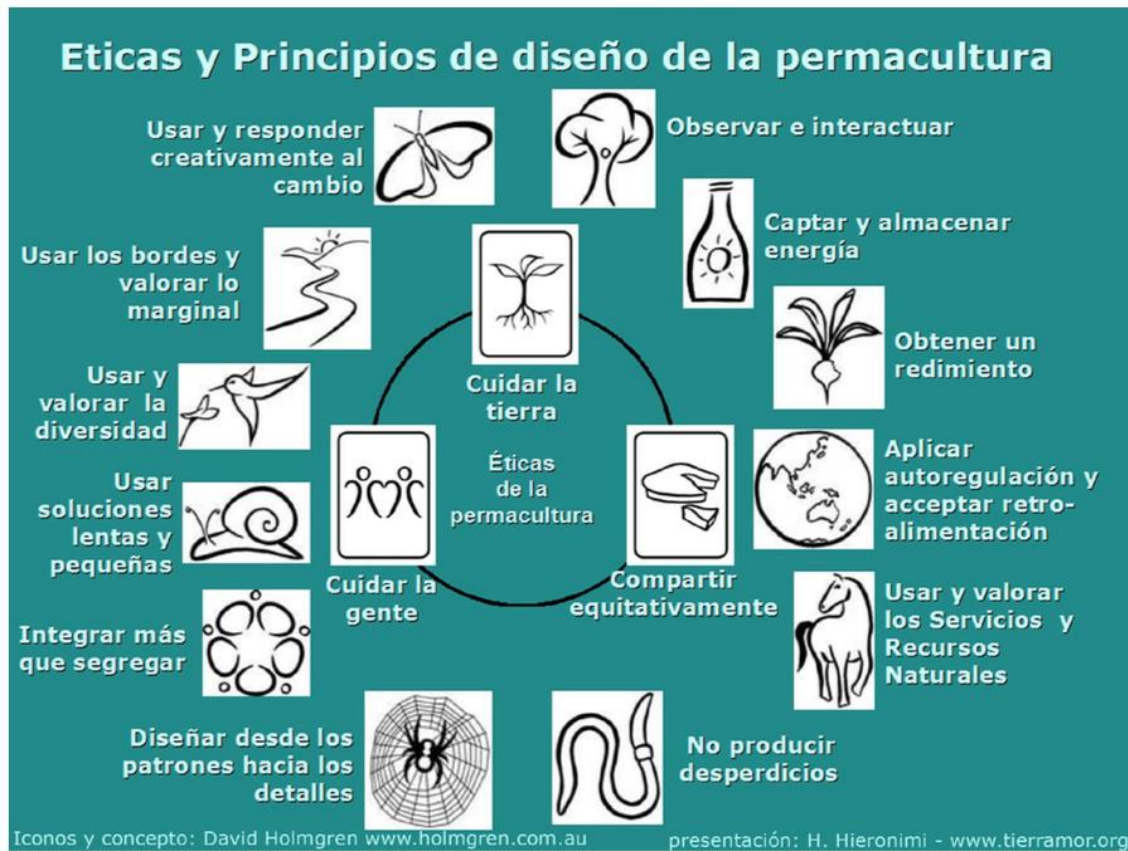 Eticas y Principios de diseño de la permacultura
Observar e interactuar
Captar y almacenar
energía
Obtener un
redimiento
Aplicar
autoregulación y
acceptar retro-
alimentación
Usar y valorar
los Servicios y
Recursos
Naturales
No producir
desperdicios
Diseñar desde los
patrones hacia los
detalles
Integrar más
que segregar
Usar
soluciones
lentas y
pequeñas
Usar y
valorar la
diversidad
Usar los bordes y
valorar lo
marginal
Usar y responder
creativamente al
cambio
Cuidar la
tierra
Éticas
de la
permacultura
Cuidar la
gente
Compartir
equitativamente
Iconos y concepto: David Holmgren www.holmgren.com.au
presentación: H. Hieronimi - www.tierramor.org